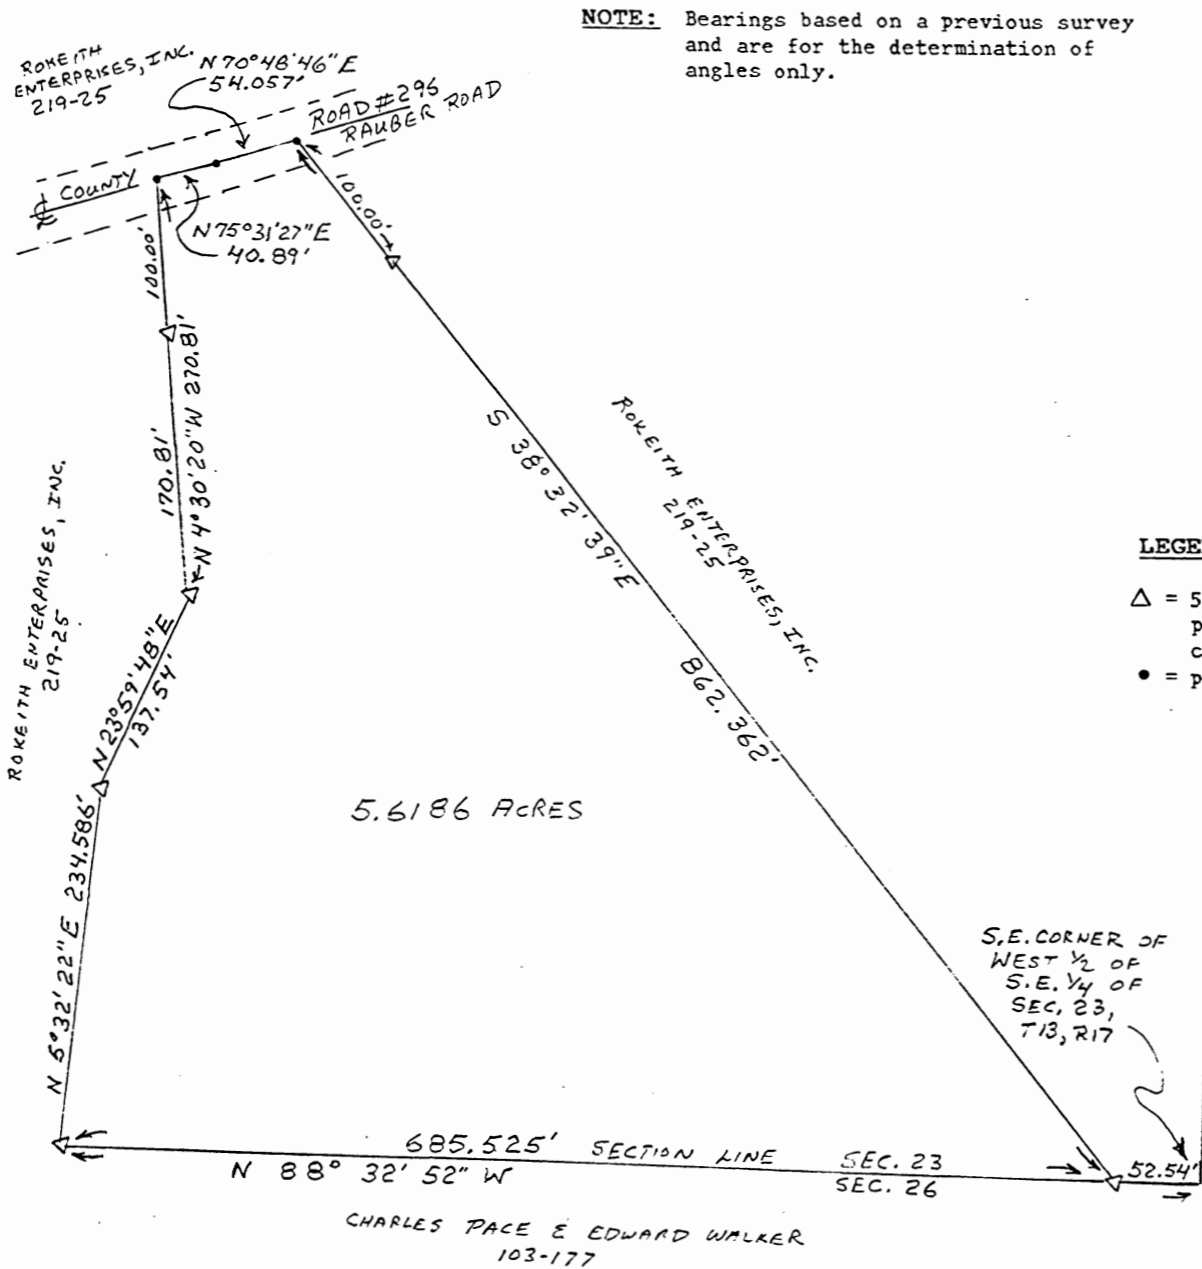 NOTE: Bearings based on a previous survey
and are for the determination of
angles only.
ROKEITH
ENTERPRISES, INC.
219-25
N 70°48'46" E
54.057'
ROAD #296
RAUBER ROAD
℄ COUNTY
N 75°31'27" E
40.89'
100.00'
100.00'
170.81'
N 4°30'20" W 270.81'
S 38°32'39" E
862.362'
ROKEITH ENTERPRISES, INC.
219-25
ROKEITH ENTERPRISES, INC.
219-25
LEGE
△ = 5
p
c
● = p
N 23°59'48" E
137.54'
5.6186 ACRES
N 5°32'22" E 234.586'
S.E. CORNER OF
WEST ½ OF
S.E. ¼ OF
SEC. 23,
T13, R17
685.525' SECTION LINE SEC. 23
N 88° 32' 52" W SEC. 26
52.54'
CHARLES PACE & EDWARD WALKER
103-177